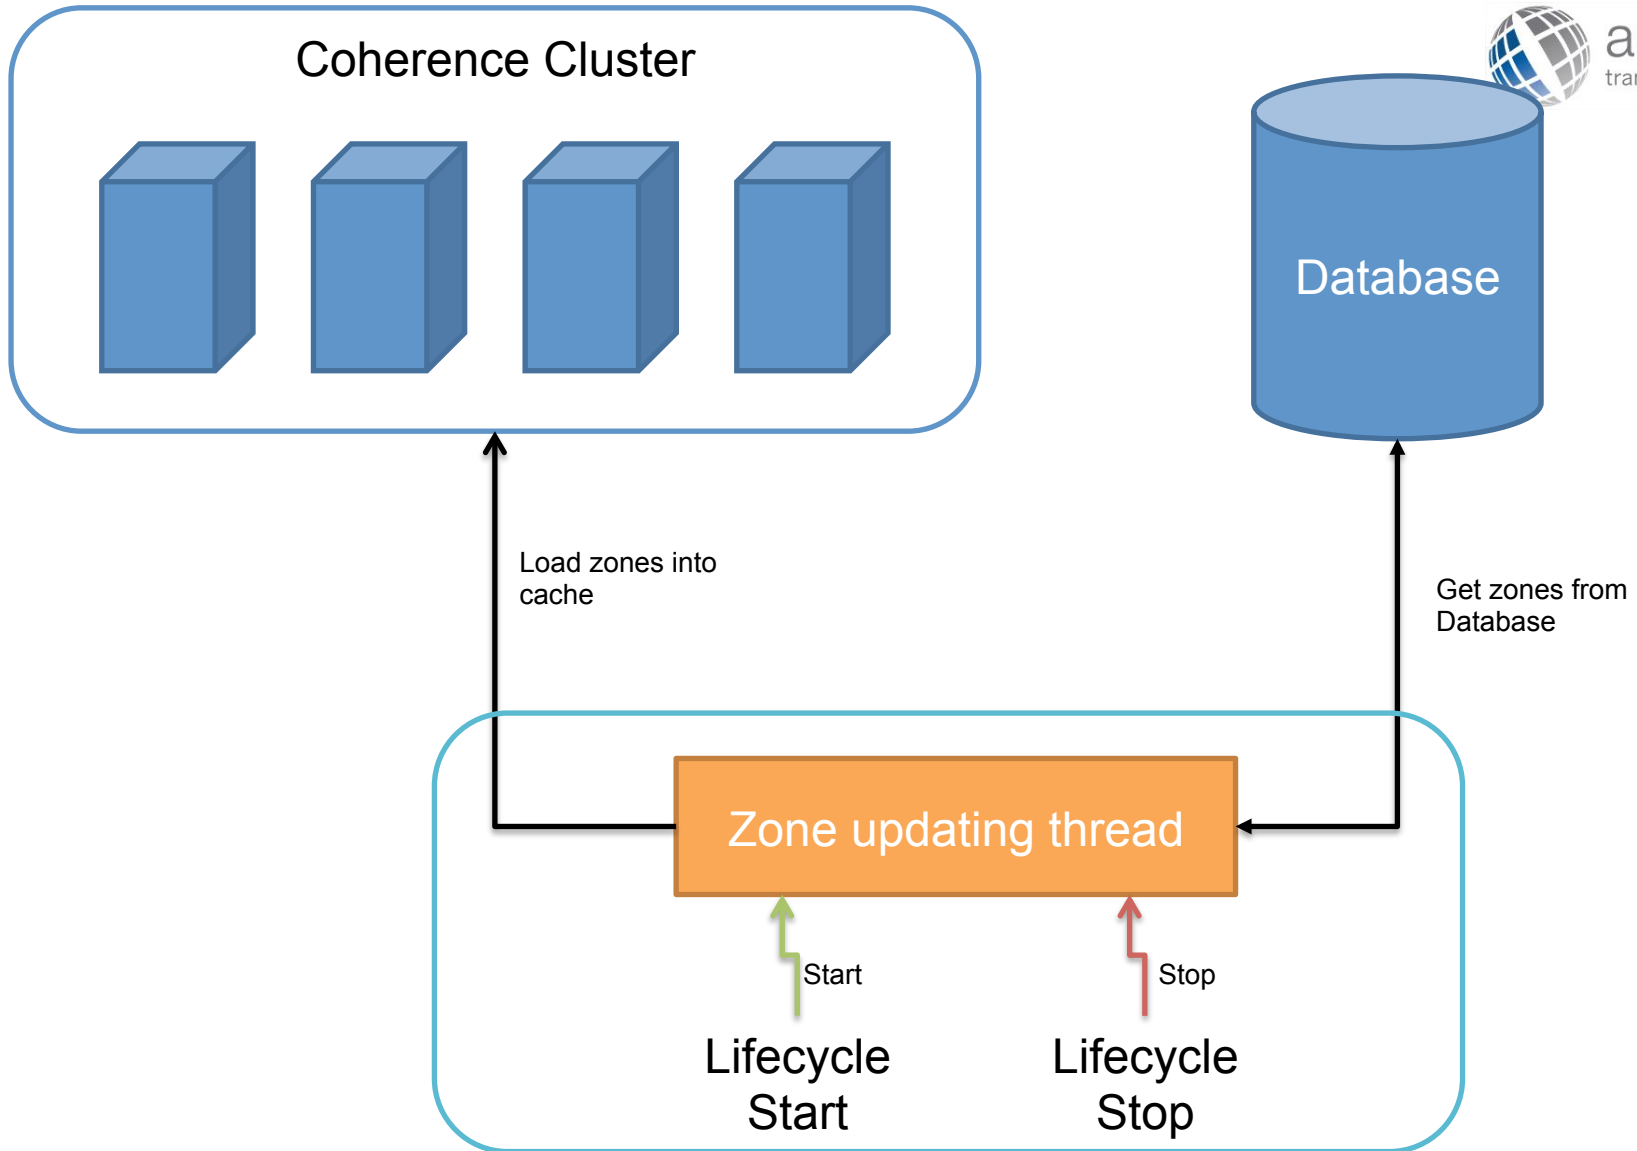 Coherence Cluster
Database
Load zones into
cache
Get zones from
Database
Zone updating thread
Start
Stop
Lifecycle
Start
Lifecycle
Stop